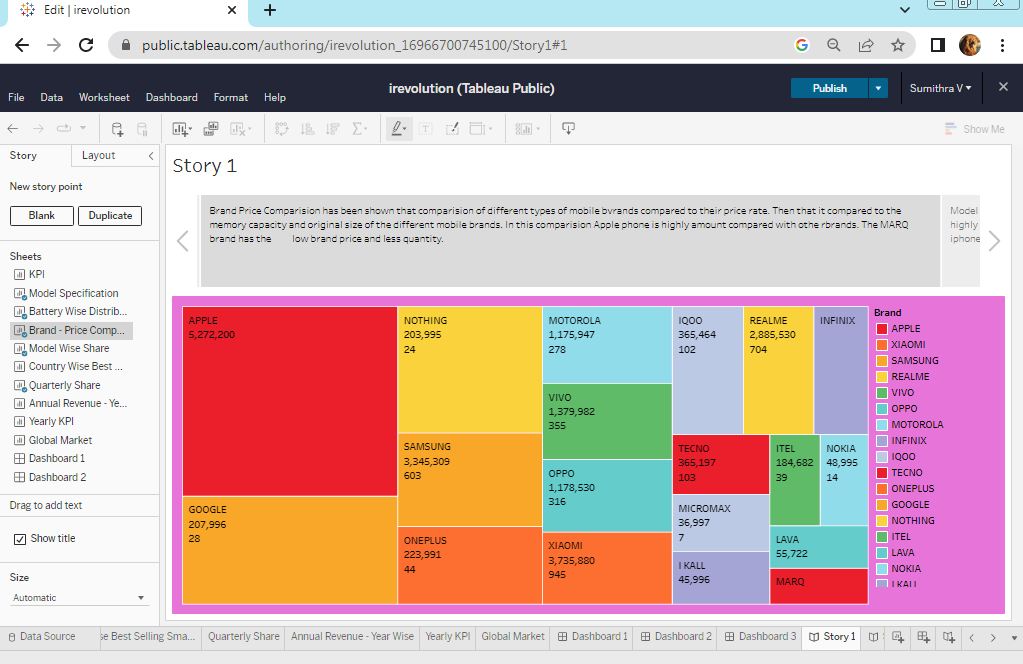 Edit | irevolution
public.tableau.com/authoring/irevolution_16966700745100/Story1#1
irevolution (Tableau Public)
Publish
Sumithra V
File Data Worksheet Dashboard Format Help
Show Me
Story Layout
New story point
Blank Duplicate
Sheets
KPI
Model Specification
Battery Wise Distrib...
Brand - Price Comp...
Model Wise Share
Country Wise Best ...
Quarterly Share
Annual Revenue - Ye...
Yearly KPI
Global Market
Dashboard 1
Dashboard 2
Drag to add text
Show title
Size
Automatic
Story 1
Brand Price Comparision has been shown that comparision of different types of mobile bvrands compared to their price rate. Then that it compared to the
memory capacity and original size of the different mobile brands. In this comparision Apple phone is highly amount compared with othe rbrands. The MARQ
brand has the low brand price and less quantity.
Model
highly
iphone
APPLE
5,272,200
GOOGLE
207,996
28
NOTHING
203,995
24
SAMSUNG
3,345,309
603
ONEPLUS
223,991
44
MOTOROLA
1,175,947
278
VIVO
1,379,982
355
OPPO
1,178,530
316
XIAOMI
3,735,880
945
IQOO
365,464
102
REALME
2,885,530
704
INFINIX
TECNO
365,197
103
MICROMAX
36,997
7
I KALL
45,996
ITEL
184,682
39
NOKIA
48,995
14
LAVA
55,722
MARQ
Brand
APPLE
XIAOMI
SAMSUNG
REALME
VIVO
OPPO
MOTOROLA
INFINIX
IQOO
TECNO
ONEPLUS
GOOGLE
NOTHING
ITEL
LAVA
NOKIA
I KALL
Data Source se Best Selling Sma... Quarterly Share Annual Revenue - Year Wise Yearly KPI Global Market Dashboard 1 Dashboard 2 Dashboard 3 Story 1